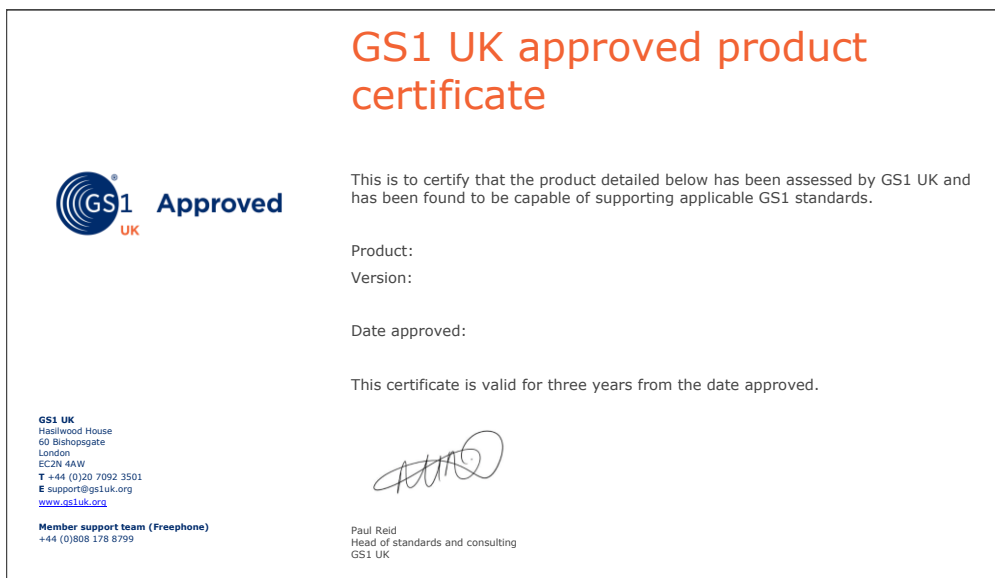 GS1 UK approved product
certificate
GS1 Approved
UK
This is to certify that the product detailed below has been assessed by GS1 UK and
has been found to be capable of supporting applicable GS1 standards.
Product:
Version:
Date approved:
This certificate is valid for three years from the date approved.
GS1 UK
Hasilwood House
60 Bishopsgate
London
EC2N 4AW
T +44 (0)20 7092 3501
E support@gs1uk.org
www.gs1uk.org
Member support team (Freephone)
+44 (0)808 178 8799
Paul Reid
Head of standards and consulting
GS1 UK